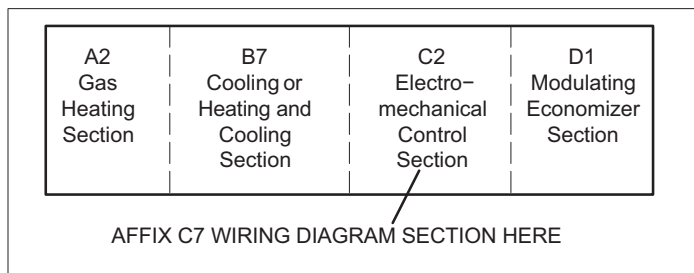 A2
Gas
Heating
Section
B7
Cooling or
Heating and
Cooling
Section
C2
Electro−
mechanical
Control
Section
D1
Modulating
Economizer
Section
AFFIX C7 WIRING DIAGRAM SECTION HERE